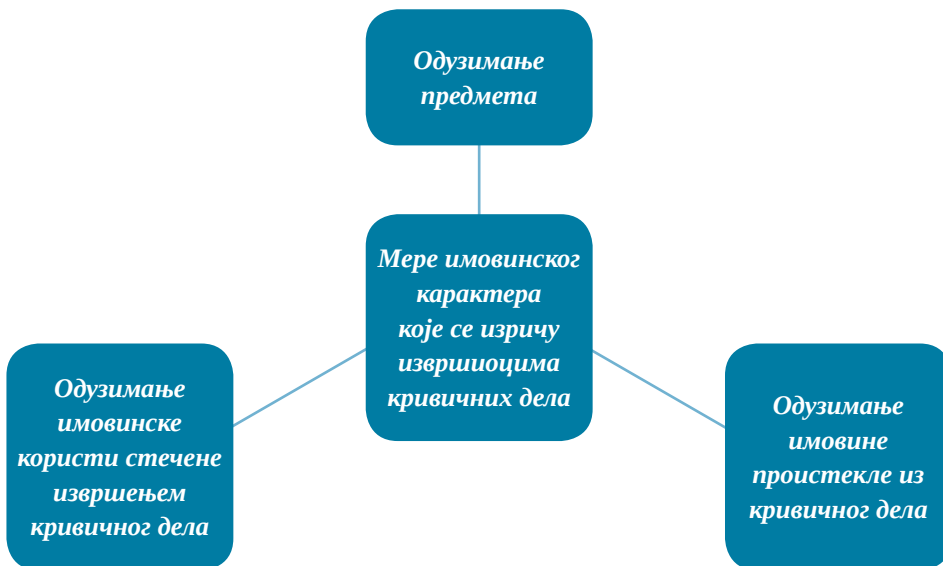 Одузимање
предмета
Мере имовинског
карактера
које се изричу
извршиоцима
кривичних дела
Одузимање
имовинске
користи стечене
извршењем
кривичног дела
Одузимање
имовине
проистекле из
кривичног дела